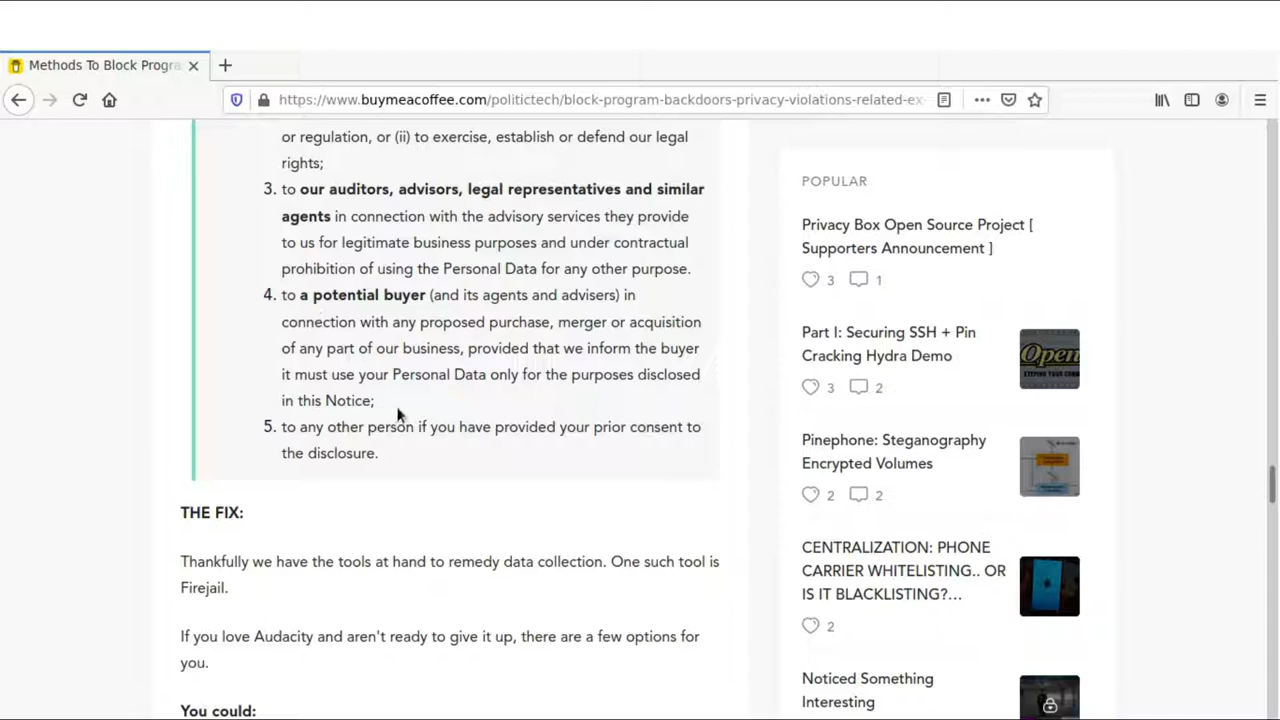 Methods To Block Progra
https://www.buymeacoffee.com/politictech/block-program-backdoors-privacy-violations-related-ex
or regulation, or (ii) to exercise, establish or defend our legal
rights;
3. to our auditors, advisors, legal representatives and similar
agents in connection with the advisory services they provide
to us for legitimate business purposes and under contractual
prohibition of using the Personal Data for any other purpose.
4. to a potential buyer (and its agents and advisers) in
connection with any proposed purchase, merger or acquisition
of any part of our business, provided that we inform the buyer
it must use your Personal Data only for the purposes disclosed
in this Notice;
5. to any other person if you have provided your prior consent to
the disclosure.
THE FIX:
Thankfully we have the tools at hand to remedy data collection. One such tool is
Firejail.
If you love Audacity and aren't ready to give it up, there are a few options for
you.
You could:
POPULAR
Privacy Box Open Source Project [
Supporters Announcement ]
3 1
Part I: Securing SSH + Pin
Cracking Hydra Demo
3 2
Open
Pinephone: Steganography
Encrypted Volumes
2 2
CENTRALIZATION: PHONE
CARRIER WHITELISTING.. OR
IS IT BLACKLISTING?...
2
Noticed Something
Interesting